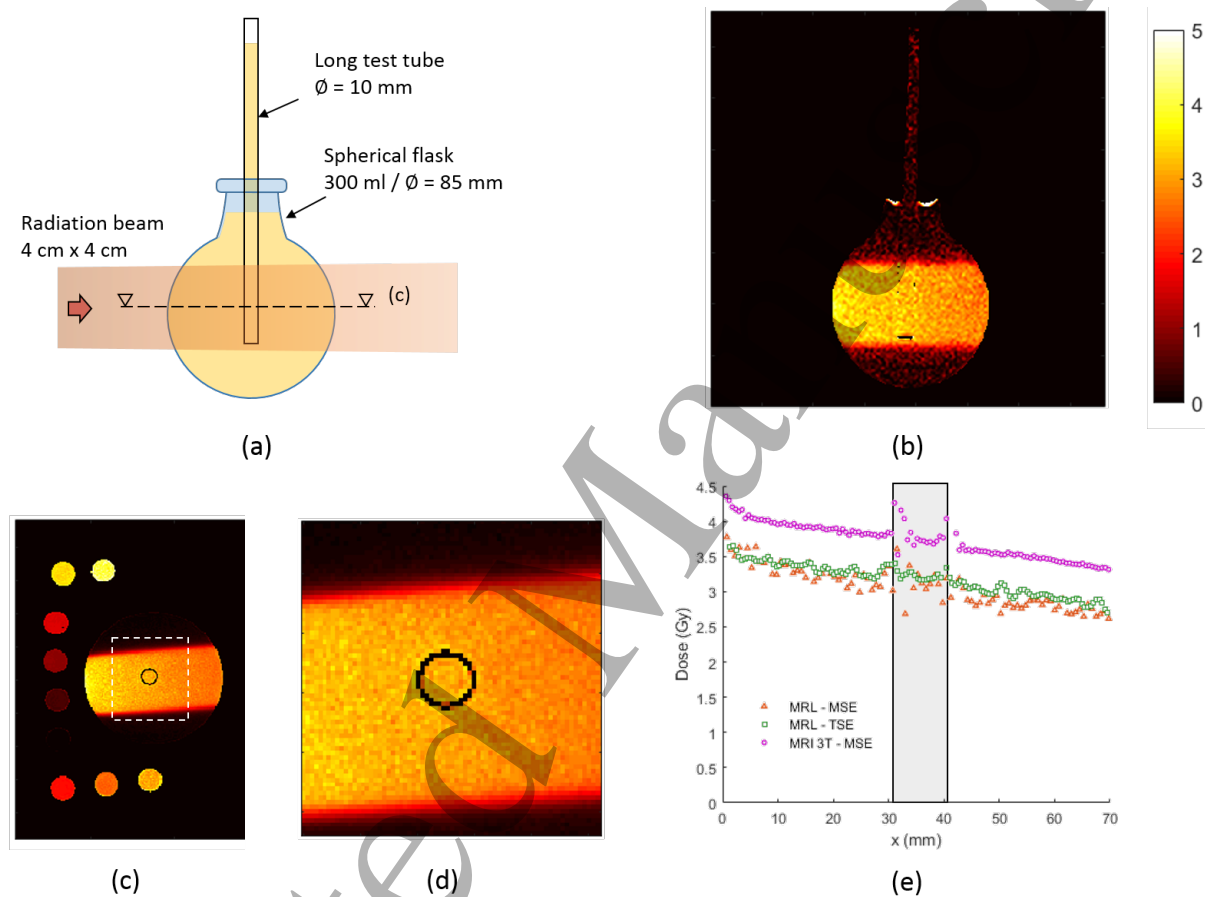 Long test tube
Ø = 10 mm
Spherical flask
300 ml / Ø = 85 mm
Radiation beam
4 cm x 4 cm
(c)
(a)
5
4
3
2
1
0
(b)
(c)
(d)
4.5
4
3.5
3
2.5
2
1.5
1
0.5
0
Dose (Gy)
MRL - MSE
MRL - TSE
MRI 3T - MSE
0 10 20 30 40 50 60 70
x (mm)
(e)